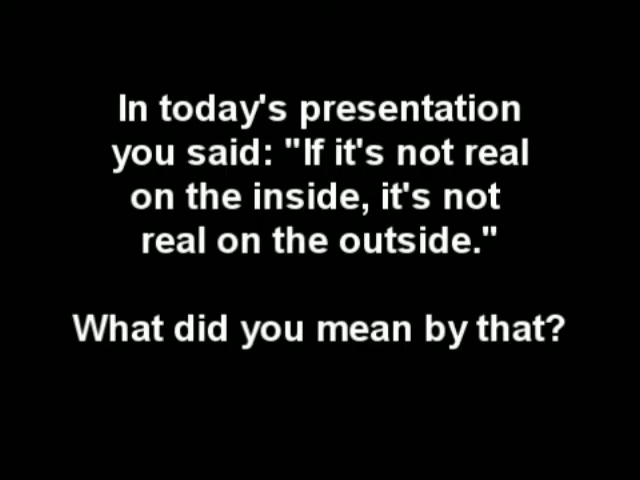 In today's presentation
you said: "If it's not real
on the inside, it's not
real on the outside."
What did you mean by that?